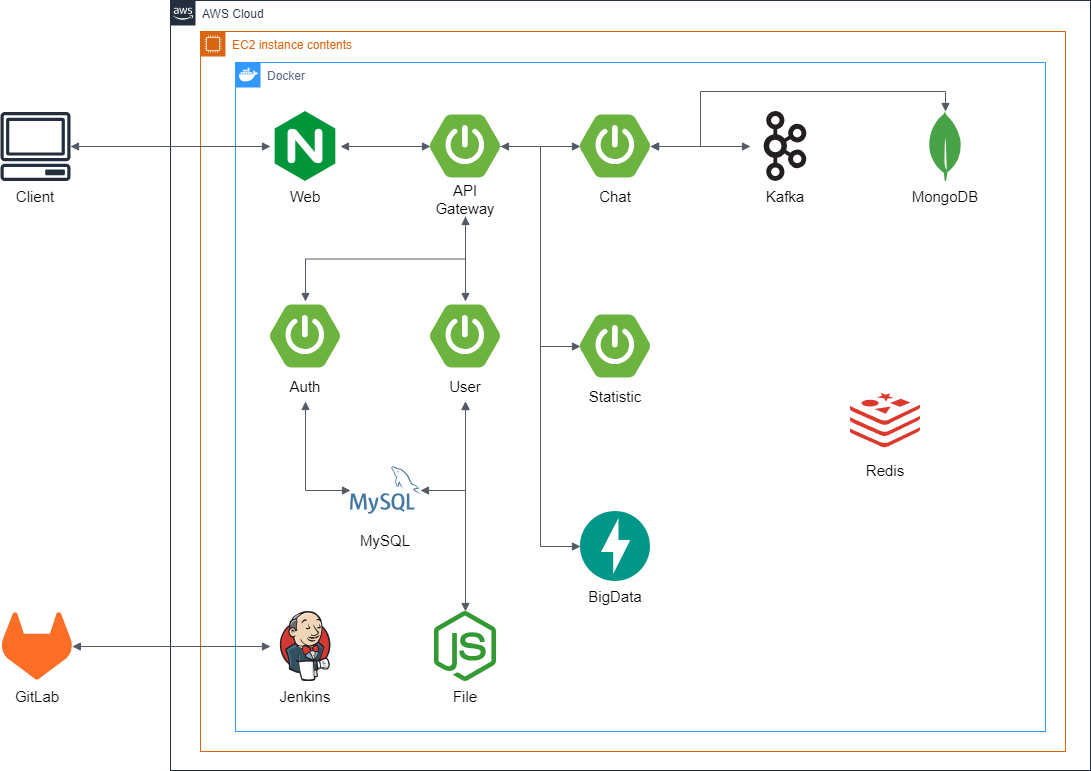 aws
AWS Cloud
EC2 instance contents
Docker
Client
N
Web
API
Gateway
Chat
Kafka
MongoDB
Auth
User
Statistic
Redis
MySQL
MySQL
BigData
GitLab
Jenkins
JS
File